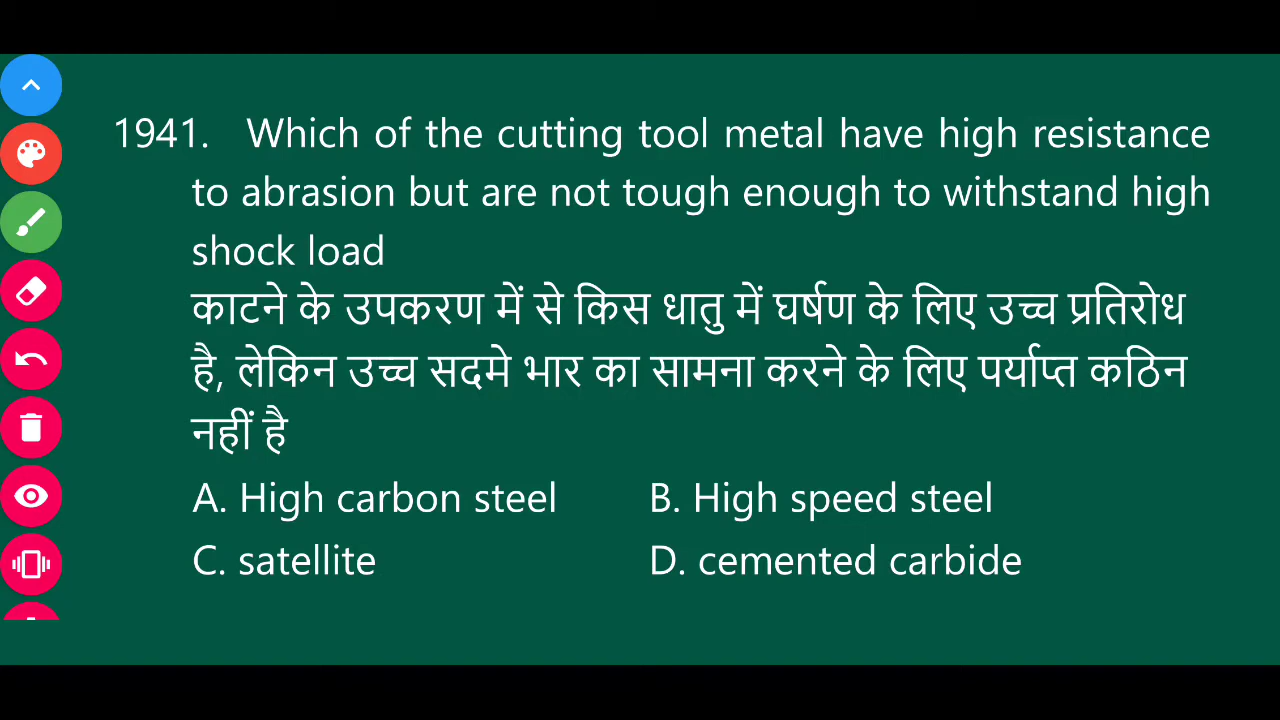 1941. Which of the cutting tool metal have high resistance
to abrasion but are not tough enough to withstand high
shock load
काटने के उपकरण में से किस धातु में घर्षण के लिए उच्च प्रतिरोध
है, लेकिन उच्च सदमे भार का सामना करने के लिए पर्याप्त कठिन
नहीं है
A. High carbon steel B. High speed steel
C. satellite D. cemented carbide